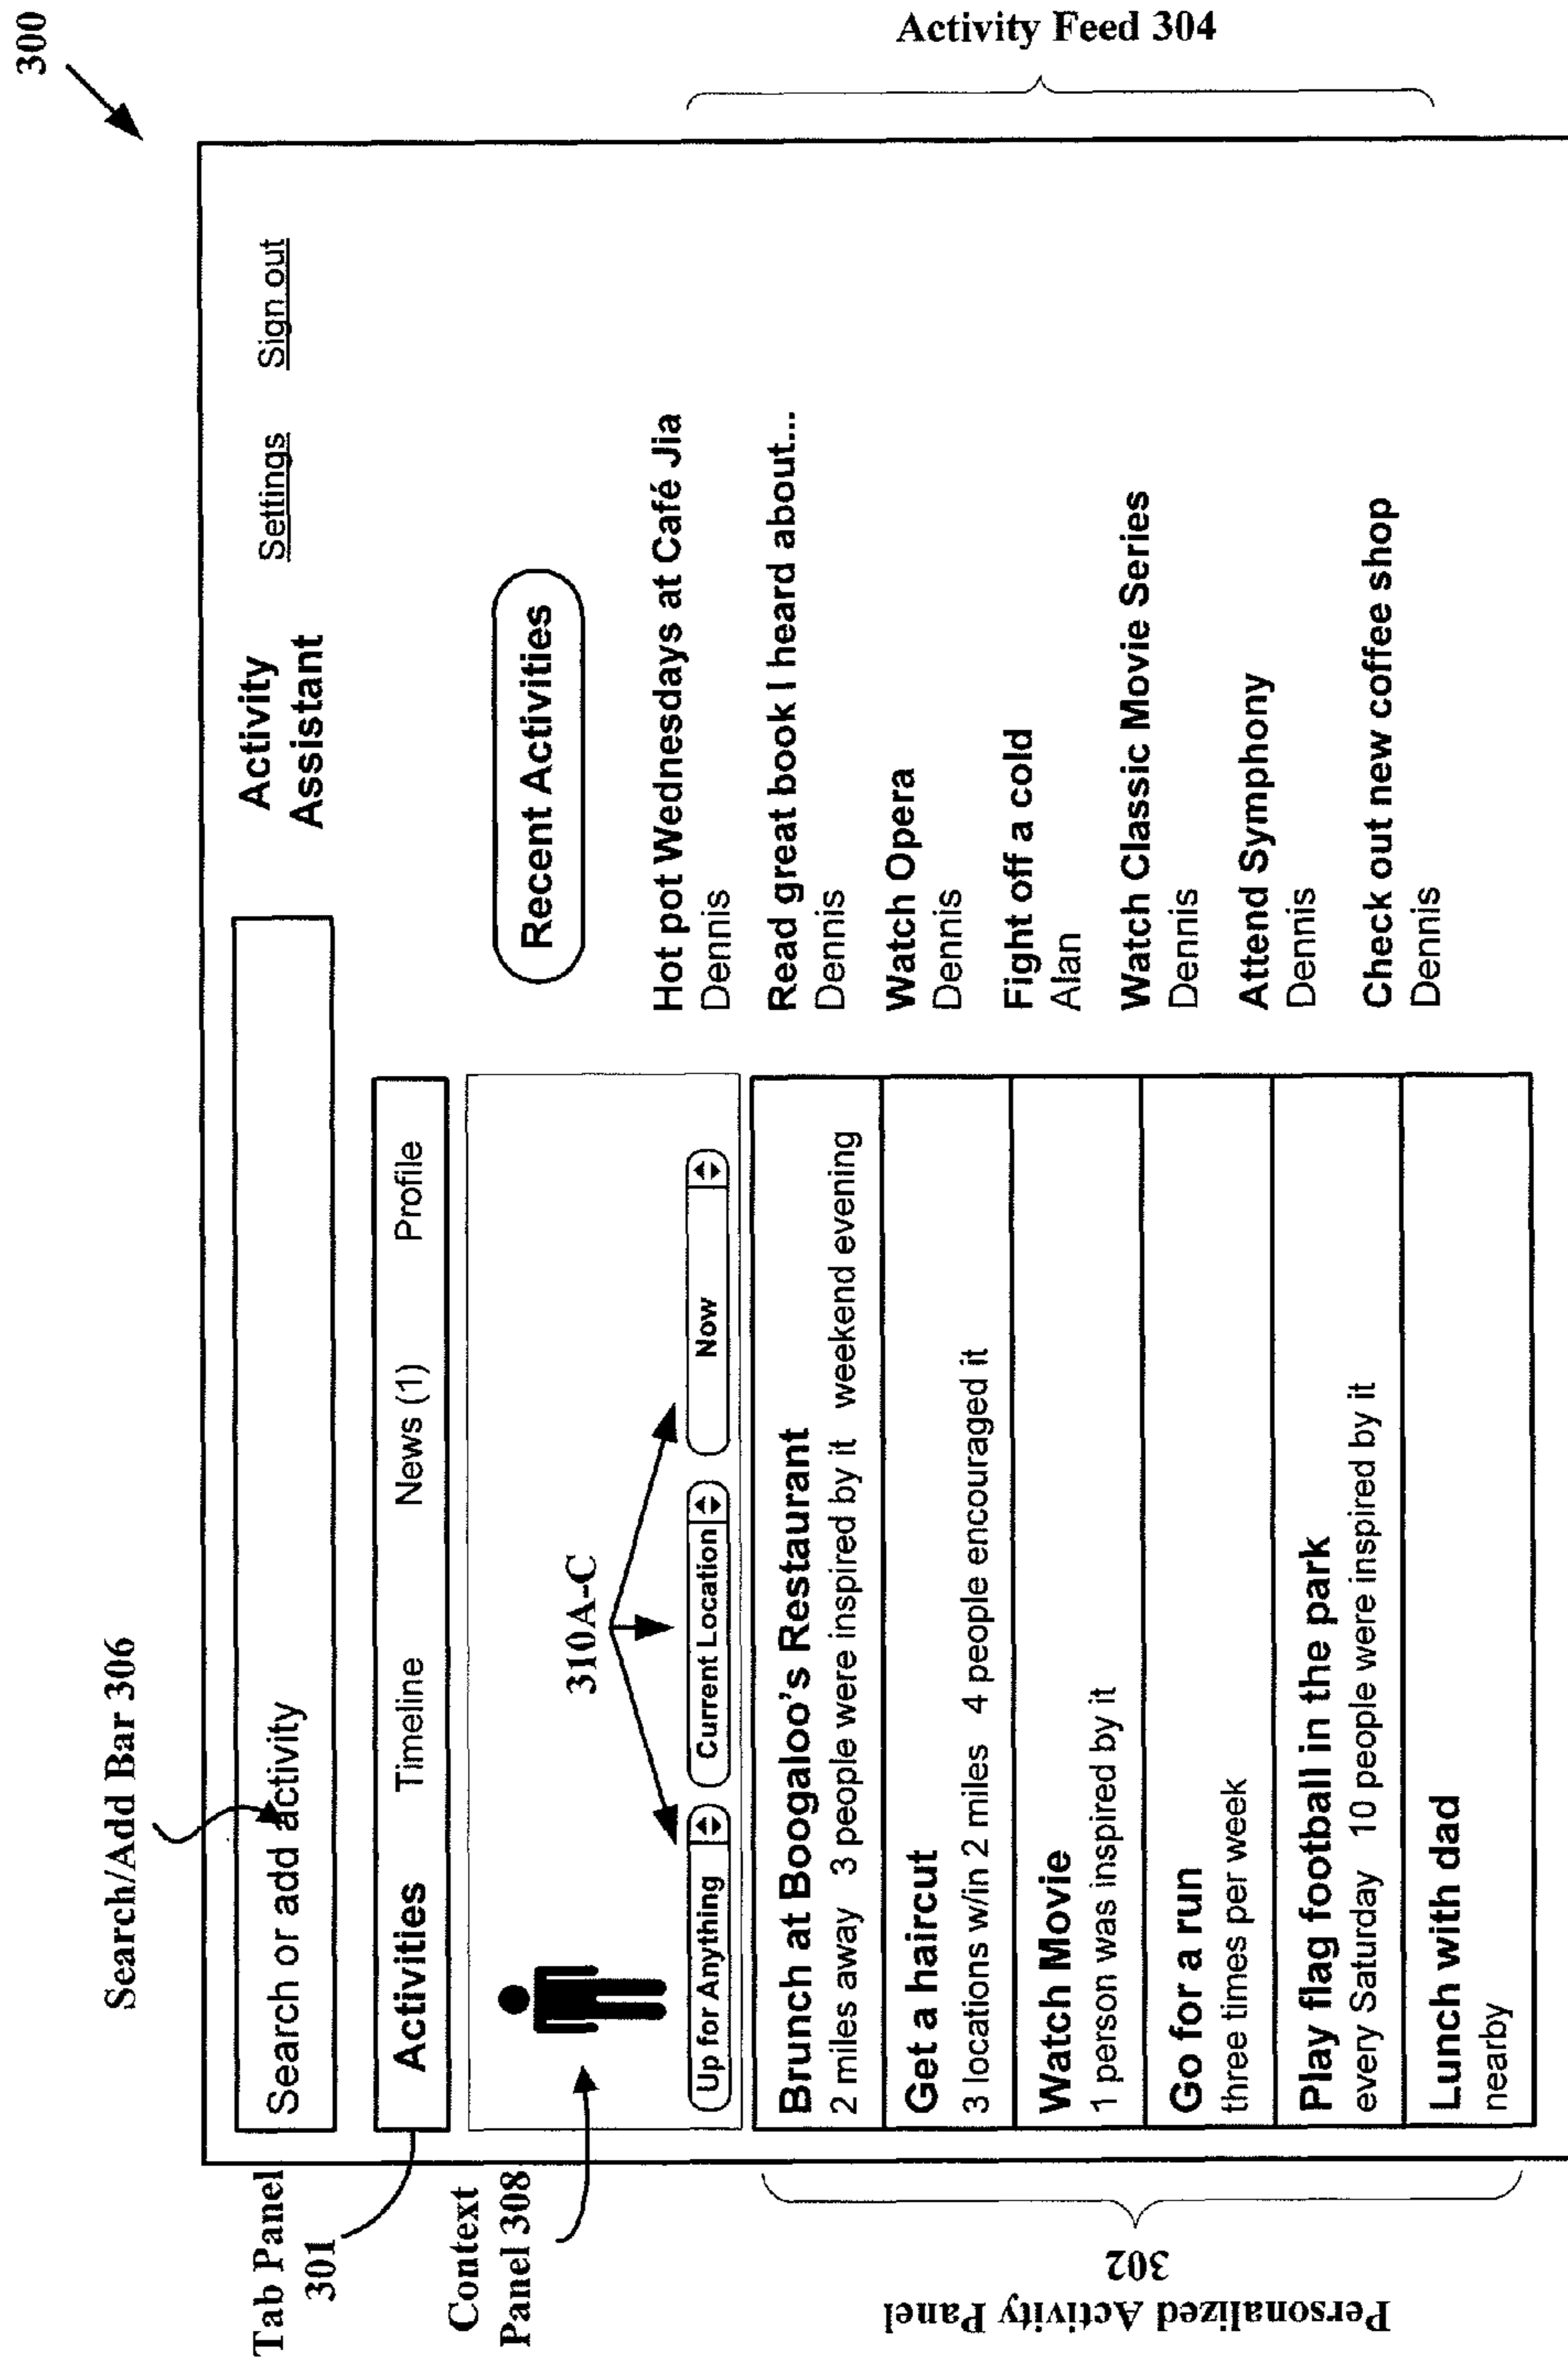 300
Search/Add Bar 306
Search or add activity
Activity
Assistant
Settings
Sign out
Tab Panel
301
Activities
Timeline
News (1)
Profile
Context
Panel 308
310A-C
Up for Anything
Current Location
Now
Personalized Activity Panel
302
Brunch at Boogaloo's Restaurant
2 miles away 3 people were inspired by it weekend evening
Get a haircut
3 locations w/in 2 miles 4 people encouraged it
Watch Movie
1 person was inspired by it
Go for a run
three times per week
Play flag football in the park
every Saturday 10 people were inspired by it
Lunch with dad
nearby
Recent Activities
Hot pot Wednesdays at Café Jia
Dennis
Read great book I heard about...
Dennis
Watch Opera
Dennis
Fight off a cold
Alan
Watch Classic Movie Series
Dennis
Attend Symphony
Dennis
Check out new coffee shop
Dennis
Activity Feed 304